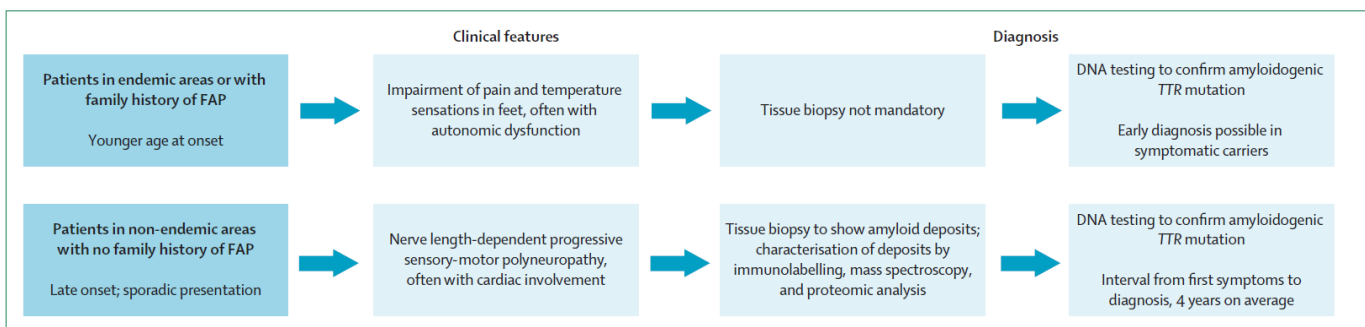 Clinical features
Diagnosis
Patients in endemic areas or with
family history of FAP
Younger age at onset
Impairment of pain and temperature
sensations in feet, often with
autonomic dysfunction
Tissue biopsy not mandatory
DNA testing to confirm amyloidogenic
TTR mutation
Early diagnosis possible in
symptomatic carriers
Patients in non-endemic areas
with no family history of FAP
Late onset; sporadic presentation
Nerve length-dependent progressive
sensory-motor polyneuropathy,
often with cardiac involvement
Tissue biopsy to show amyloid deposits;
characterisation of deposits by
immunolabelling, mass spectroscopy,
and proteomic analysis
DNA testing to confirm amyloidogenic
TTR mutation
Interval from first symptoms to
diagnosis, 4 years on average